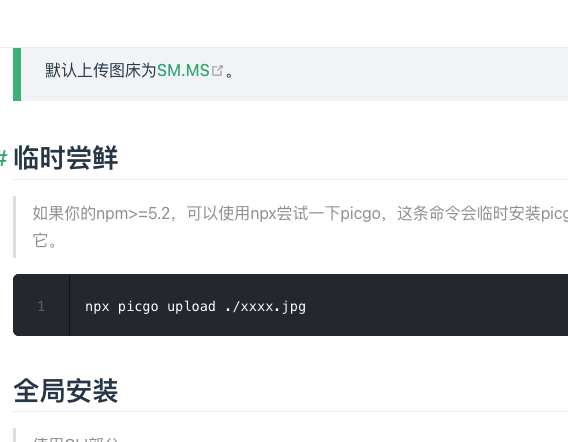 默认上传图床为SM.MS。
# 临时尝鲜
如果你的npm>=5.2，可以使用npx尝试一下picgo，这条命令会临时安装picg
它。
1 npx picgo upload ./xxxx.jpg
全局安装